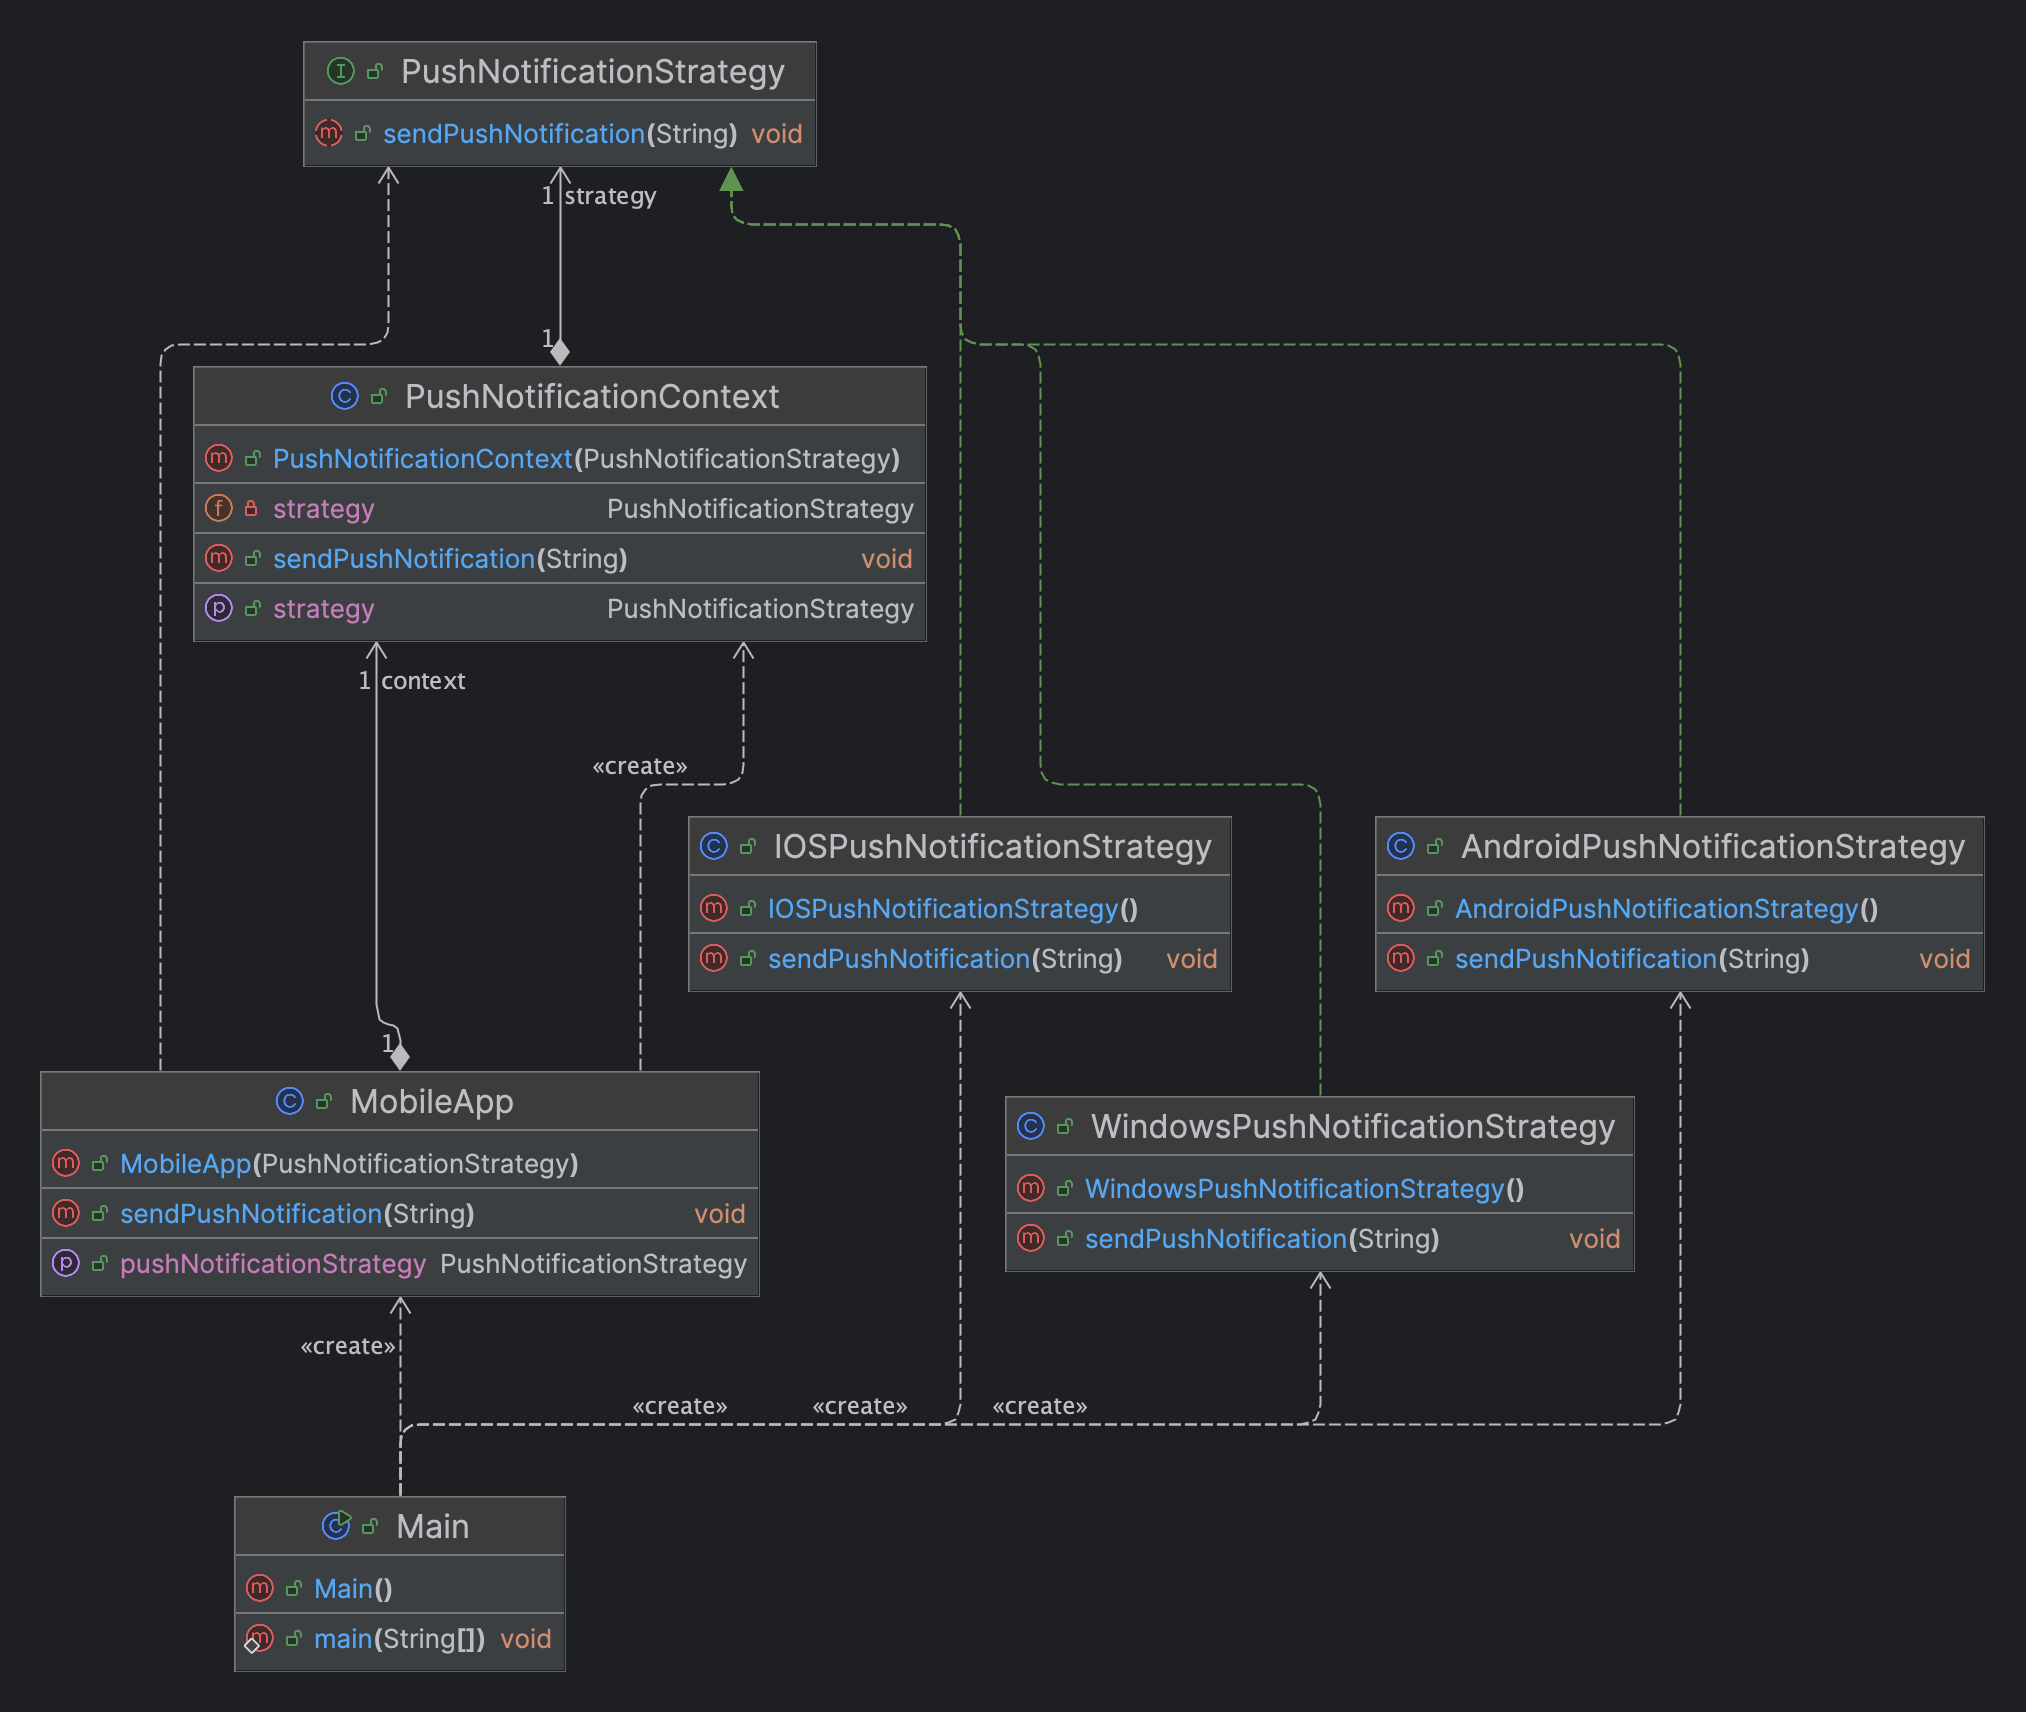 PushNotificationStrategy
sendPushNotification(String) void
1 strategy
1
PushNotificationContext
PushNotificationContext(PushNotificationStrategy)
strategy PushNotificationStrategy
sendPushNotification(String) void
strategy PushNotificationStrategy
1 context
«create»
IOSPushNotificationStrategy
IOSPushNotificationStrategy()
sendPushNotification(String) void
AndroidPushNotificationStrategy
AndroidPushNotificationStrategy()
sendPushNotification(String) void
1
MobileApp
MobileApp(PushNotificationStrategy)
sendPushNotification(String) void
pushNotificationStrategy PushNotificationStrategy
WindowsPushNotificationStrategy
WindowsPushNotificationStrategy()
sendPushNotification(String) void
«create»
«create» «create» «create»
Main
Main()
main(String[]) void